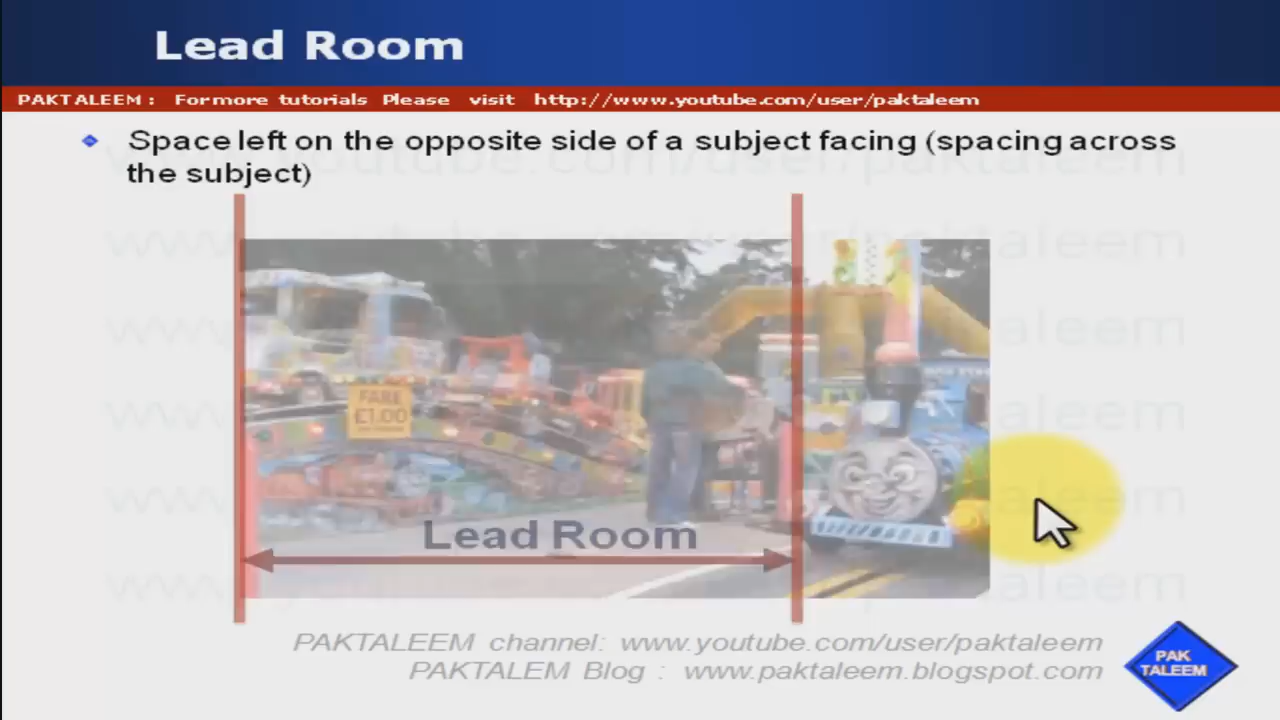 Lead Room
PAKTALEEM : Formore tutorials Please visit http://www.youtube.com/user/paktaleem
Space left on the opposite side of a subject facing (spacing across
the subject)
FARE
£1.00
Lead Room
PAKTALEEM channel: www.youtube.com/user/paktaleem
PAKTALEM Blog : www.paktaleem.blogspot.com
PAK
TALEEM